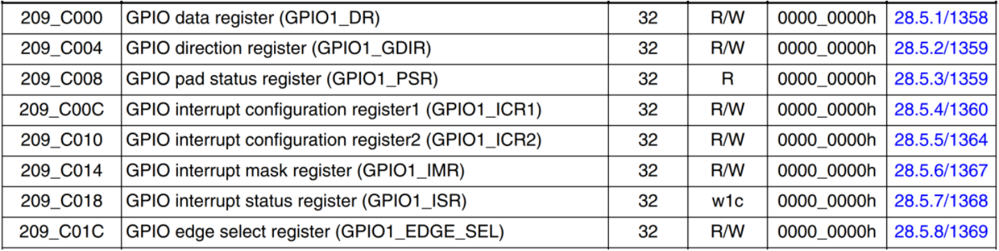 209_C000 GPIO data register (GPIO1_DR) 32 R/W 0000_0000h 28.5.1/1358
209_C004 GPIO direction register (GPIO1_GDIR) 32 R/W 0000_0000h 28.5.2/1359
209_C008 GPIO pad status register (GPIO1_PSR) 32 R 0000_0000h 28.5.3/1359
209_C00C GPIO interrupt configuration register1 (GPIO1_ICR1) 32 R/W 0000_0000h 28.5.4/1360
209_C010 GPIO interrupt configuration register2 (GPIO1_ICR2) 32 R/W 0000_0000h 28.5.5/1364
209_C014 GPIO interrupt mask register (GPIO1_IMR) 32 R/W 0000_0000h 28.5.6/1367
209_C018 GPIO interrupt status register (GPIO1_ISR) 32 w1c 0000_0000h 28.5.7/1368
209_C01C GPIO edge select register (GPIO1_EDGE_SEL) 32 R/W 0000_0000h 28.5.8/1369